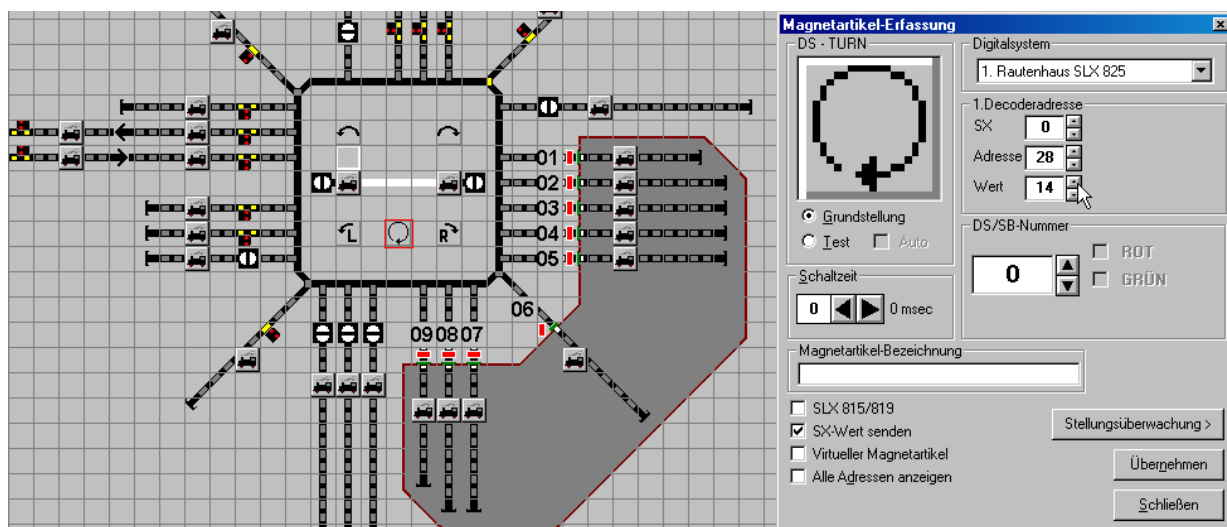 01
02
03
04
05
06
09 08 07
L
R
Magnetartikel-Erfassung
DS - TURN
Grundstellung
Test Auto
Schaltzeit
0 0 msec
Digitalsystem
1. Rautenhaus SLX 825
1.Decoderadresse
SX 0
Adresse 28
Wert 14
DS/SB-Nummer
0
ROT
GRÜN
Magnetartikel-Bezeichnung
SLX 815/819
SX-Wert senden
Virtueller Magnetartikel
Alle Adressen anzeigen
Stellungsüberwachung >
Übernehmen
Schließen